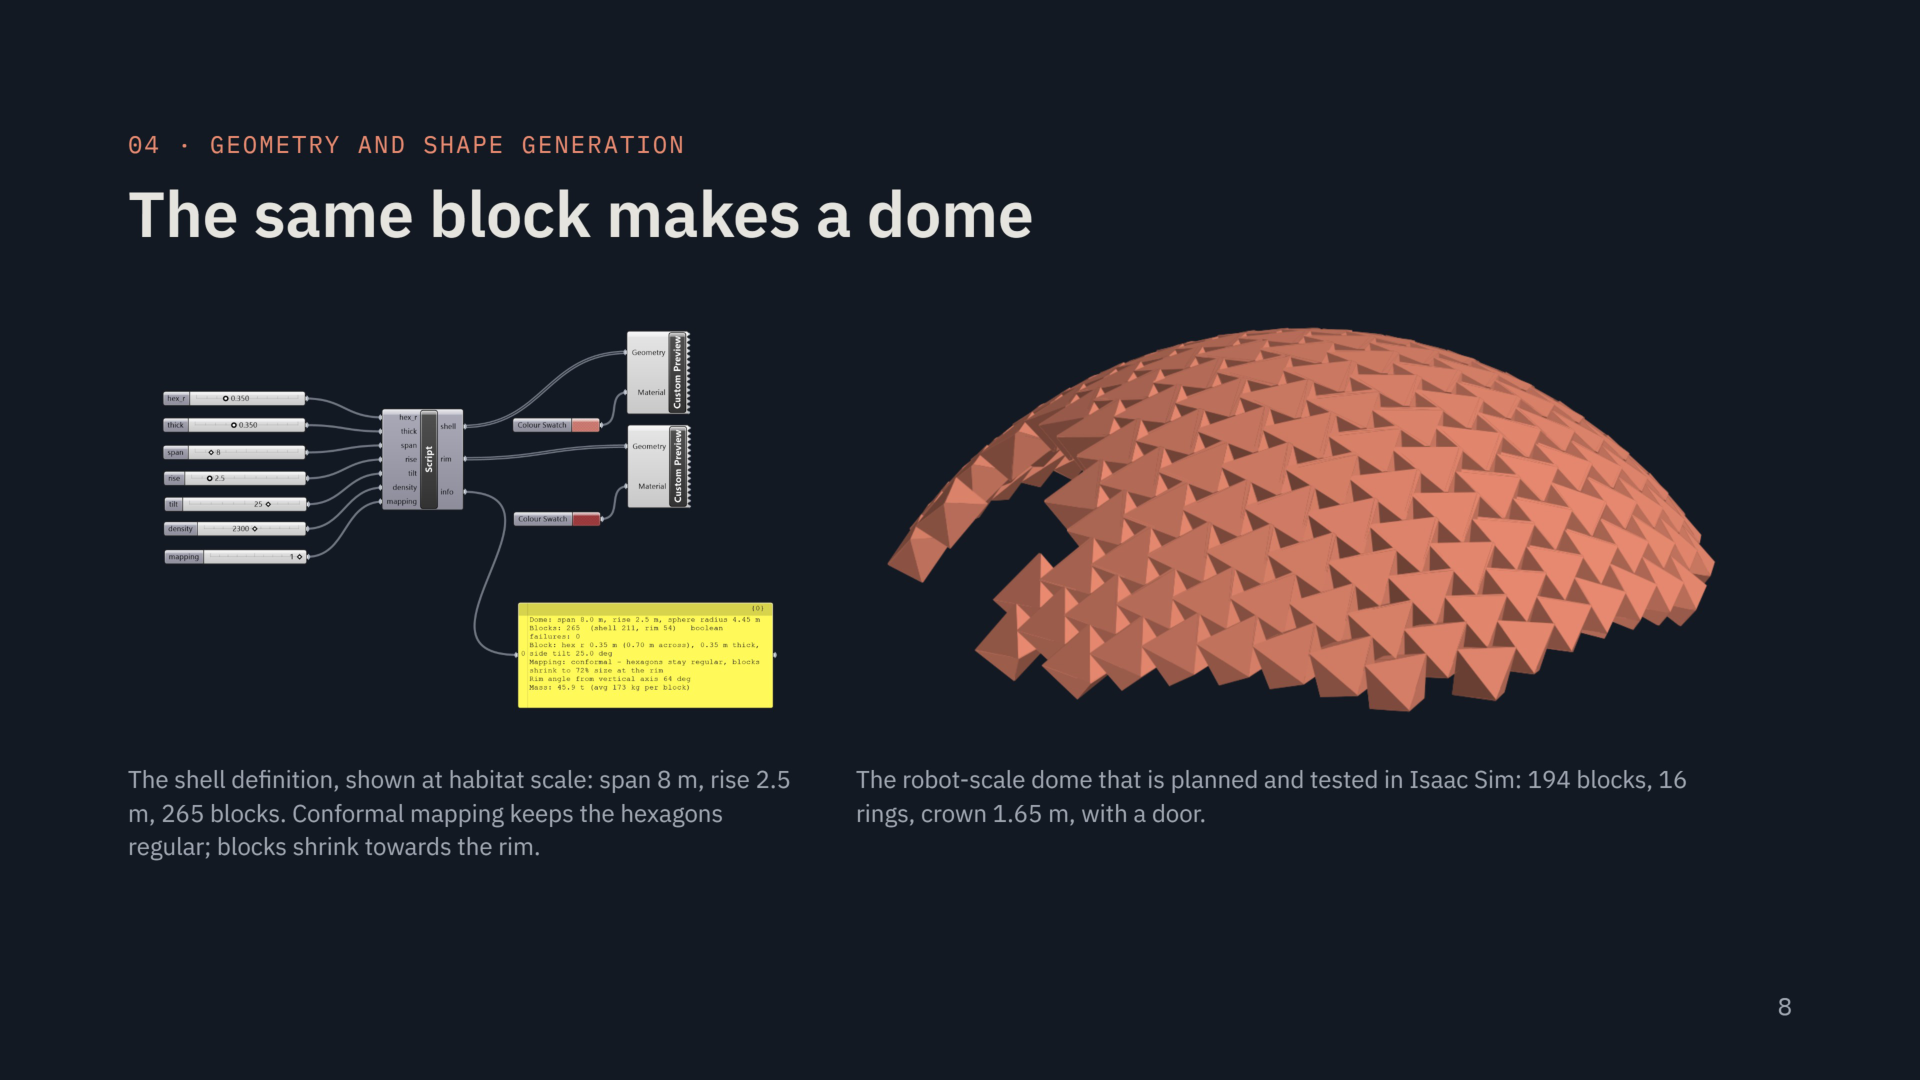 04 · GEOMETRY AND SHAPE GENERATION
The same block makes a dome
hex_r 0.350
thick 0.350
span 8
rise 2.5
tilt 25
density 2300
mapping 1
hex_r
thick
span
rise
tilt
density
mapping
Script
shell
rim
info
Colour Swatch
Colour Swatch
Geometry
Material
Custom Preview
Geometry
Material
Custom Preview
{0}
0
Dome: span 8.0 m, rise 2.5 m, sphere radius 4.45 m
Blocks: 265 (shell 211, rim 54) boolean
failures: 0
Block: hex r 0.35 m (0.70 m across), 0.35 m thick,
side tilt 25.0 deg
Mapping: conformal - hexagons stay regular, blocks
shrink to 72% size at the rim
Rim angle from vertical axis 64 deg
Mass: 45.9 t (avg 173 kg per block)
The shell definition, shown at habitat scale: span 8 m, rise 2.5
m, 265 blocks. Conformal mapping keeps the hexagons
regular; blocks shrink towards the rim.
The robot-scale dome that is planned and tested in Isaac Sim: 194 blocks, 16
rings, crown 1.65 m, with a door.
8